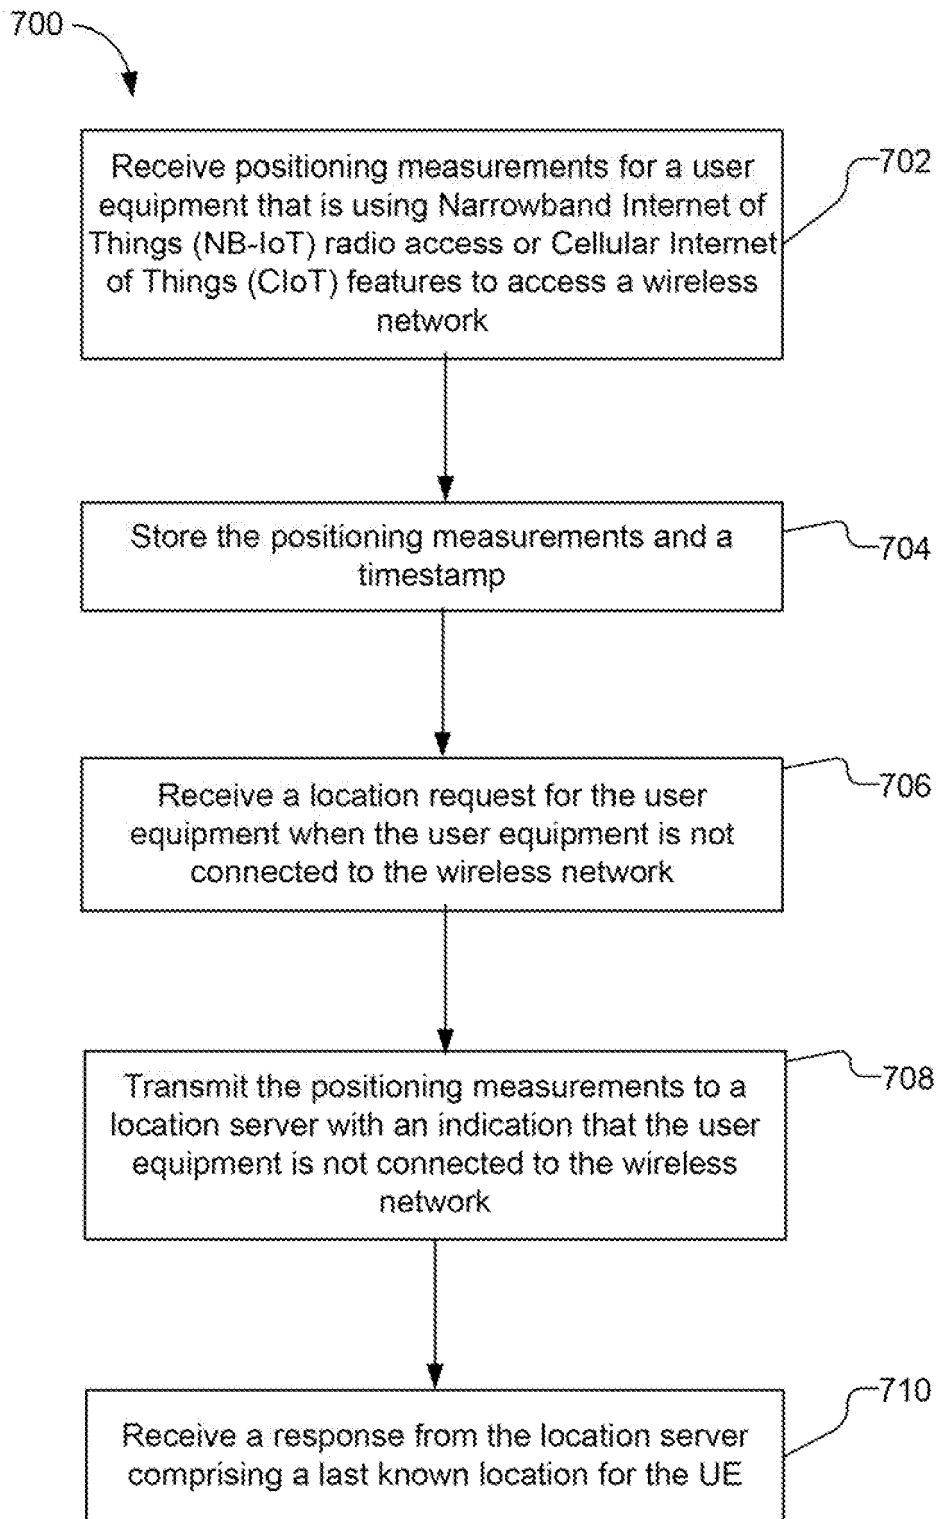 700
Receive positioning measurements for a user
equipment that is using Narrowband Internet of
Things (NB-IoT) radio access or Cellular Internet
of Things (CIoT) features to access a wireless
network
702
Store the positioning measurements and a
timestamp
704
Receive a location request for the user
equipment when the user equipment is not
connected to the wireless network
706
Transmit the positioning measurements to a
location server with an indication that the user
equipment is not connected to the wireless
network
708
Receive a response from the location server
comprising a last known location for the UE
710